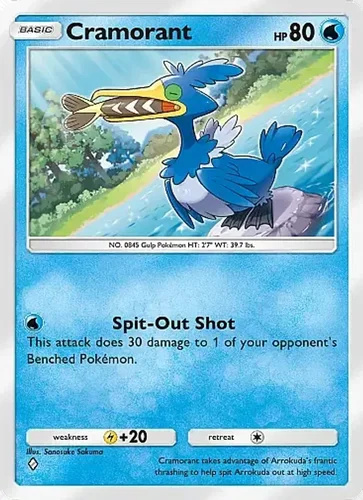 BASIC Cramorant HP 80
NO. 0845 Gulp Pokémon HT: 2'7" WT: 39.7 lbs.
Spit-Out Shot
This attack does 30 damage to 1 of your opponent's
Benched Pokémon.
weakness +20 retreat
Illus. Sanosuke Sakuma
Cramorant takes advantage of Arrokuda's frantic
thrashing to help spit Arrokuda out at high speed.